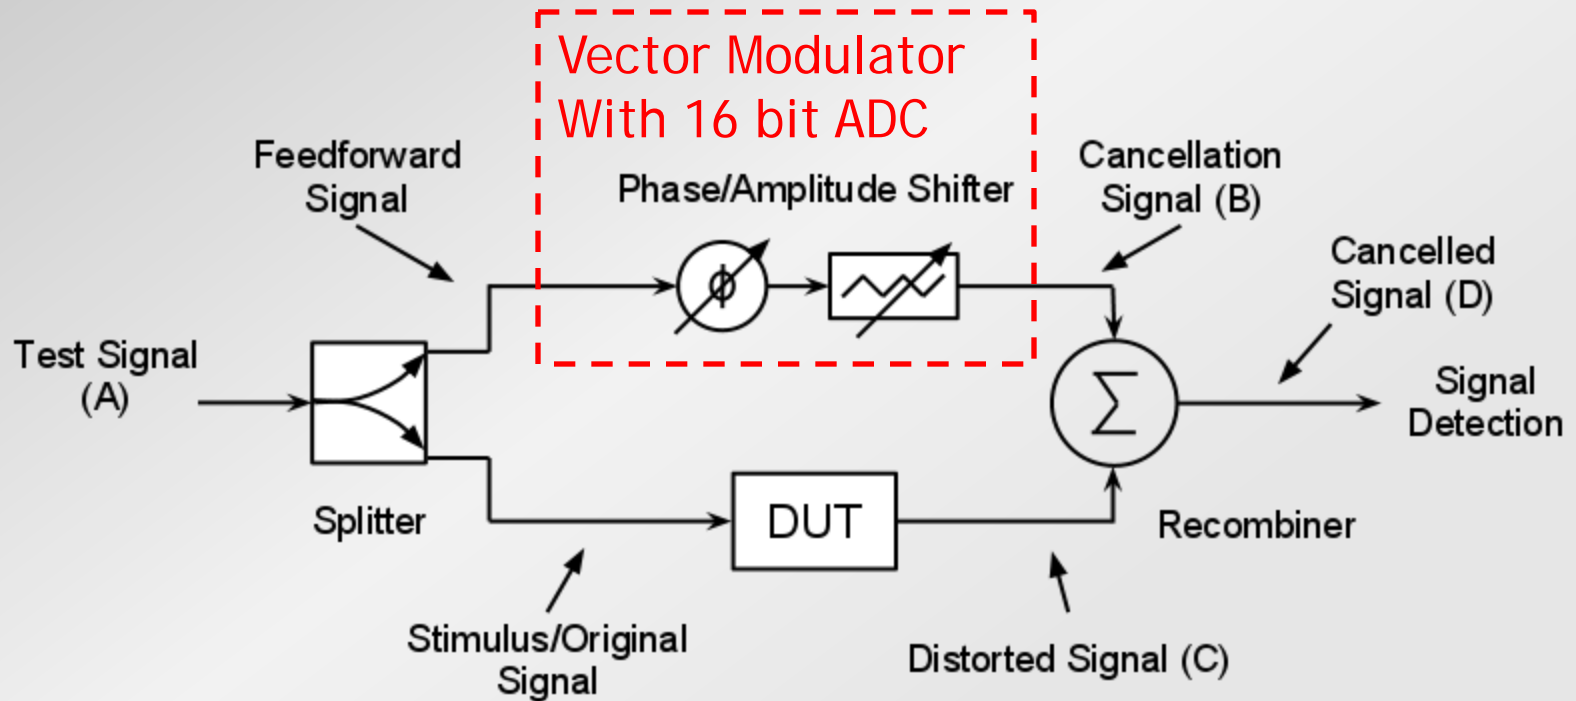 Vector Modulator
With 16 bit ADC
Feedforward
Signal
Phase/Amplitude Shifter
Cancellation
Signal (B)
Cancelled
Signal (D)
Test Signal
(A)
ϕ
Σ
Signal
Detection
Splitter
DUT
Recombiner
Stimulus/Original
Signal
Distorted Signal (C)